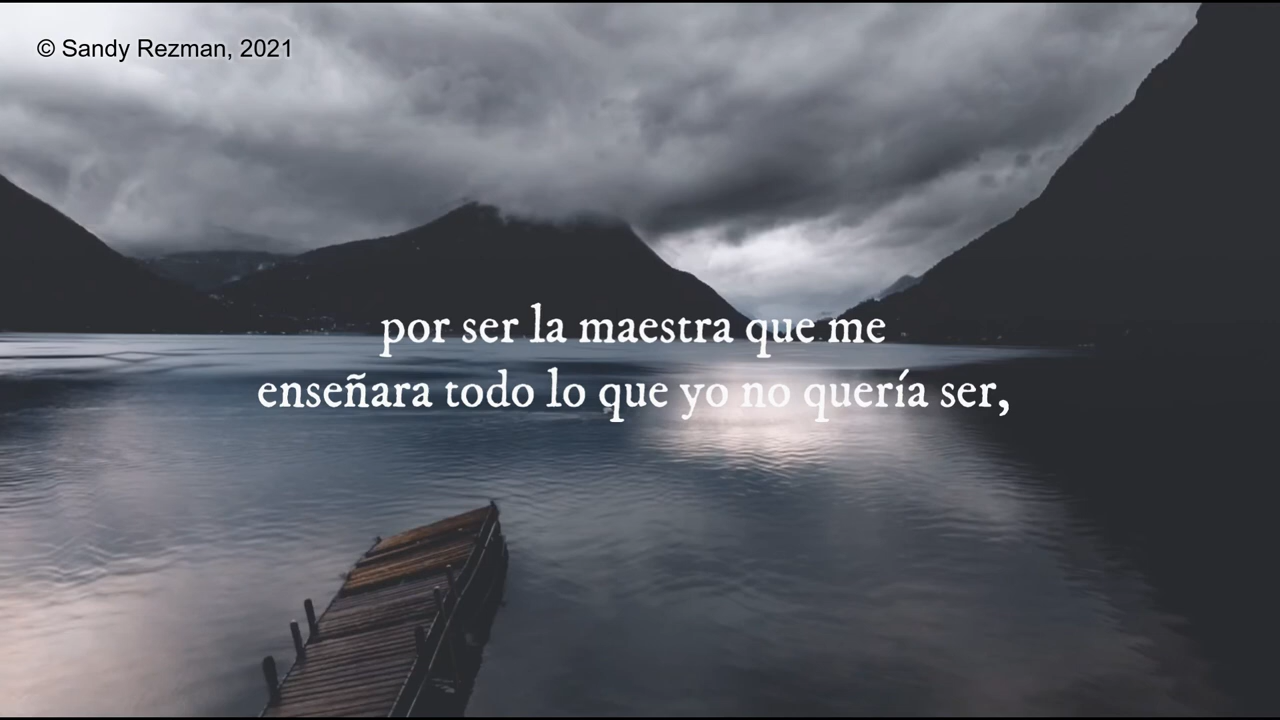 © Sandy Rezman, 2021
por ser la maestra que me
enseñara todo lo que yo no quería ser,